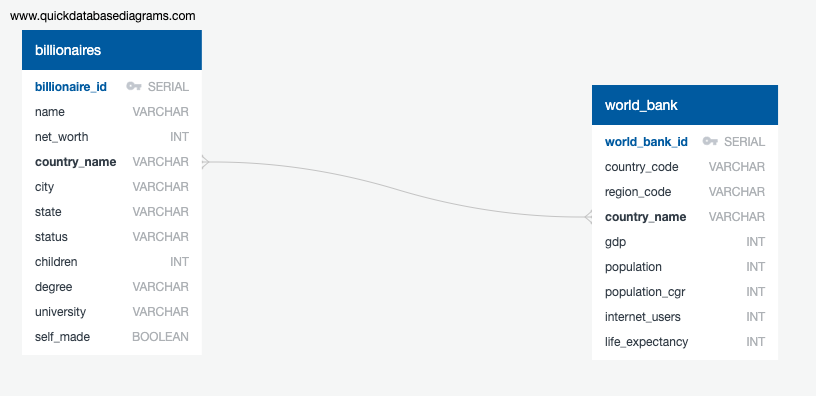 www.quickdatabasediagrams.com
billionaires
billionaire_id SERIAL
name VARCHAR
net_worth INT
country_name VARCHAR
city VARCHAR
state VARCHAR
status VARCHAR
children INT
degree VARCHAR
university VARCHAR
self_made BOOLEAN
world_bank
world_bank_id SERIAL
country_code VARCHAR
region_code VARCHAR
country_name VARCHAR
gdp INT
population INT
population_cgr INT
internet_users INT
life_expectancy INT